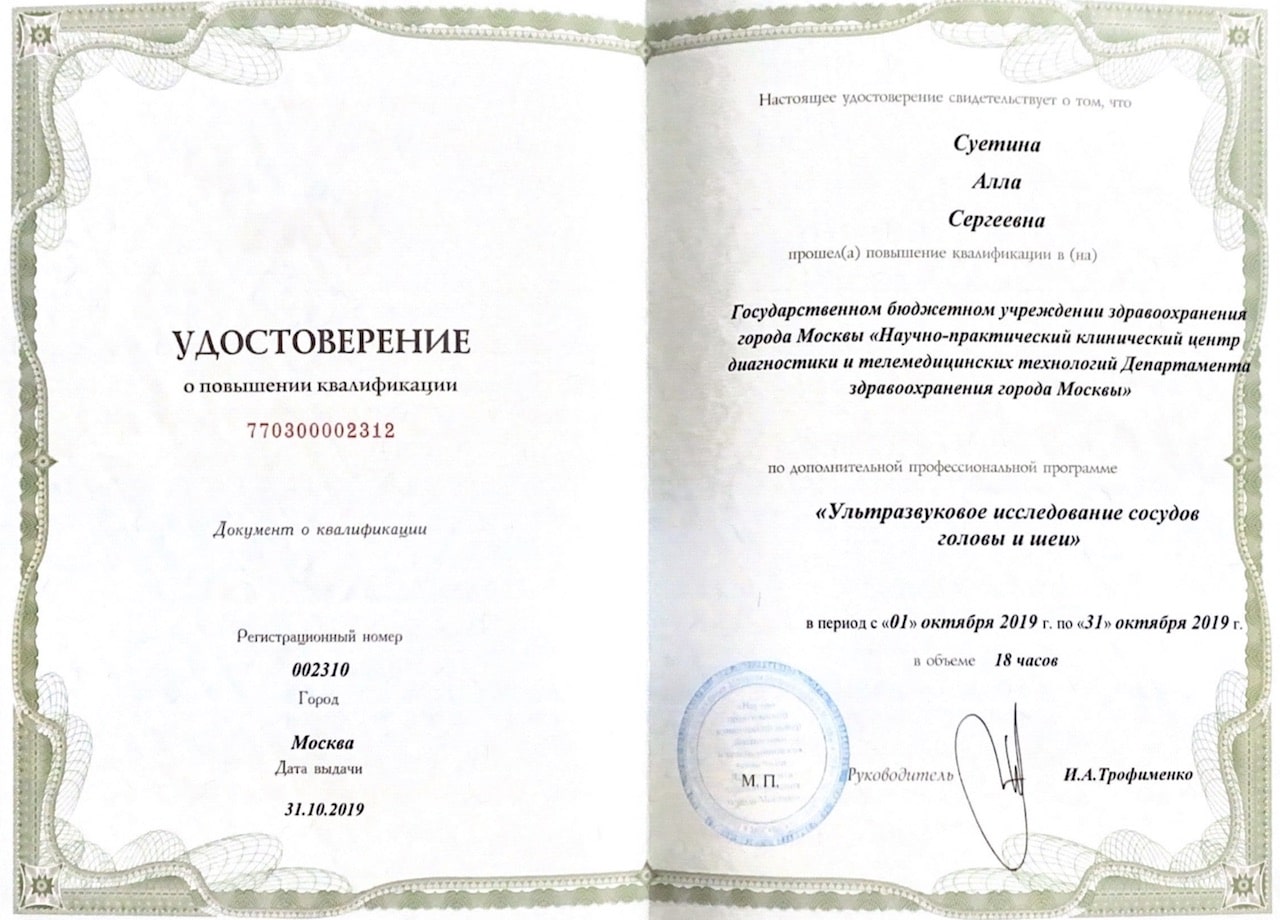 УДОСТОВЕРЕНИЕ
о повышении квалификации
770300002312
Документ о квалификации
Регистрационный номер
002310
Город
Москва
Дата выдачи
31.10.2019
Настоящее удостоверение свидетельствует о том, что
Суетина
Алла
Сергеевна
прошел(а) повышение квалификации в (на)
Государственном бюджетном учреждении здравоохранения
города Москвы «Научно-практический клинический центр
диагностики и телемедицинских технологий Департамента
здравоохранения города Москвы»
по дополнительной профессиональной программе
«Ультразвуковое исследование сосудов
головы и шеи»
в период с «01» октября 2019 г. по «31» октября 2019 г.
в объеме 18 часов
М. П.
Руководитель
И.А.Трофименко